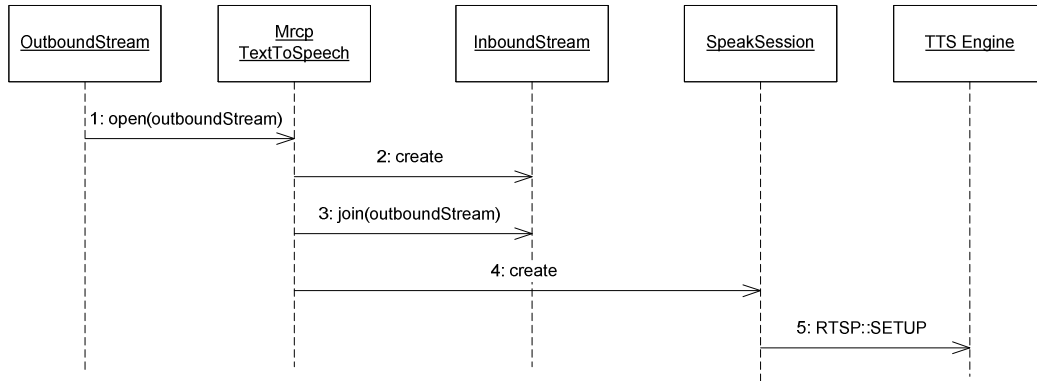 OutboundStream
Mrcp
TextToSpeech
InboundStream
SpeakSession
TTS Engine
1: open(outboundStream)
2: create
3: join(outboundStream)
4: create
5: RTSP::SETUP